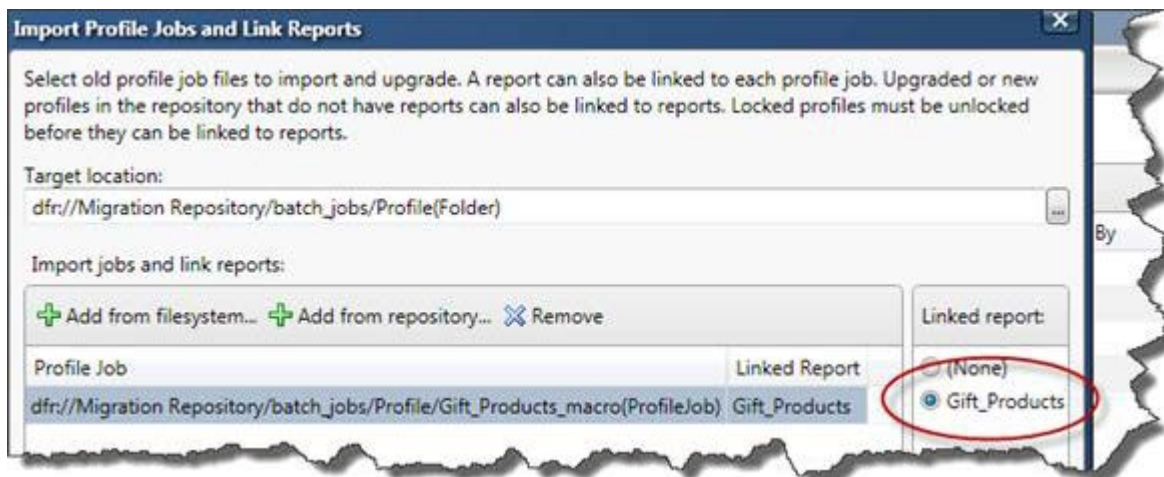 Import Profile Jobs and Link Reports
Select old profile job files to import and upgrade. A report can also be linked to each profile job. Upgraded or new
profiles in the repository that do not have reports can also be linked to reports. Locked profiles must be unlocked
before they can be linked to reports.
Target location:
dfr://Migration Repository/batch_jobs/Profile(Folder)
...
By
Import jobs and link reports:
Add from filesystem... Add from repository... Remove
Linked report:
Profile Job Linked Report
(None)
dfr://Migration Repository/batch_jobs/Profile/Gift_Products_macro(ProfileJob) Gift_Products
Gift_Products